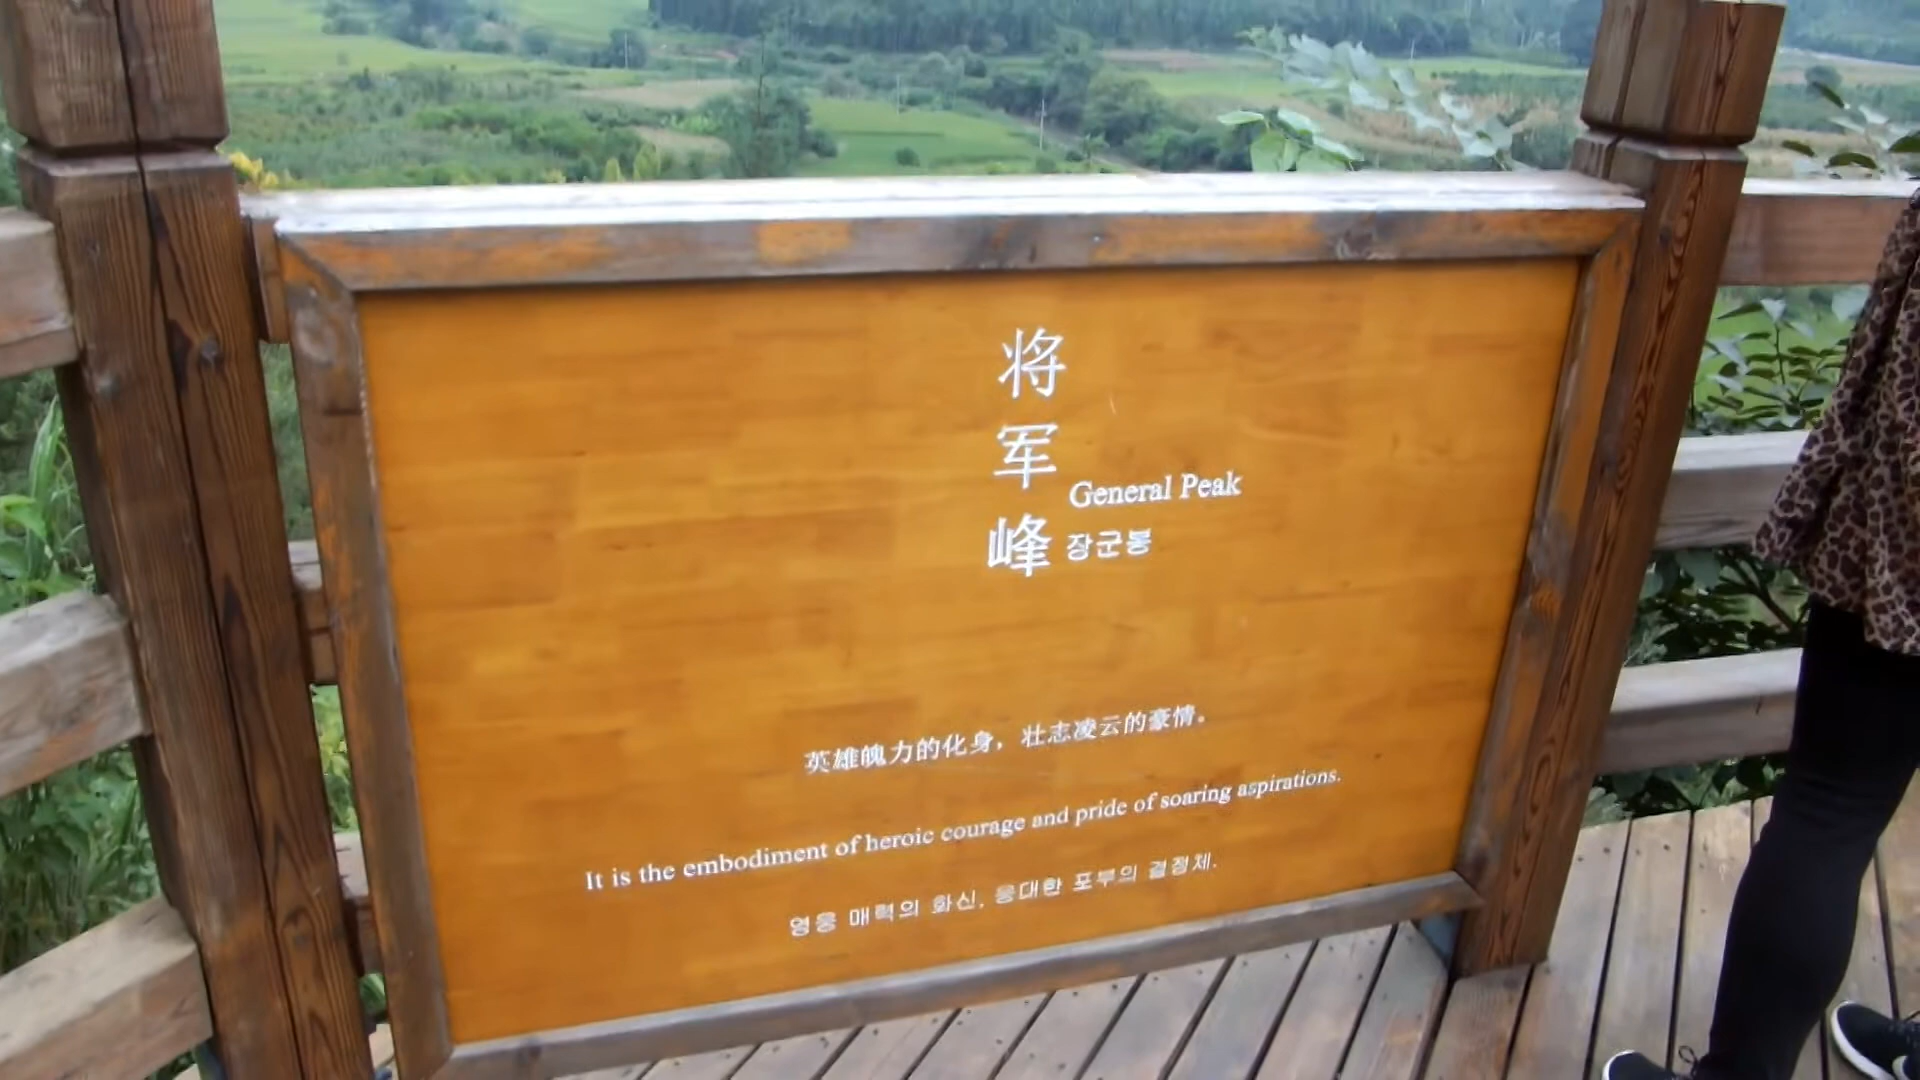 将军峰
General Peak
장군봉
英雄魄力的化身，壮志凌云的豪情。
It is the embodiment of heroic courage and pride of soaring aspirations.
영웅 매력의 화신, 웅대한 포부의 결정체.